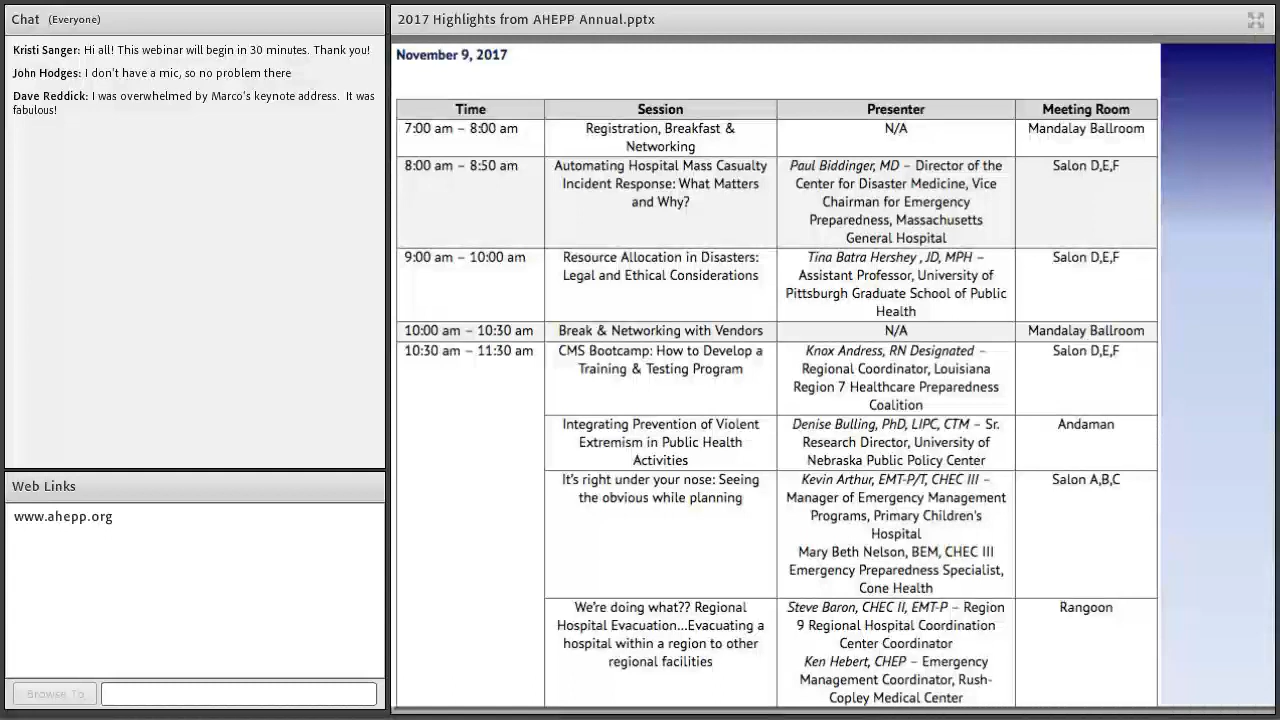 Chat (Everyone)
Kristi Sanger: Hi all! This webinar will begin in 30 minutes. Thank you!
John Hodges: I don't have a mic, so no problem there
Dave Reddick: I was overwhelmed by Marco's keynote address. It was
fabulous!
Web Links
www.ahepp.org
Browse To
2017 Highlights from AHEPP Annual.pptx
November 9, 2017
Time Session Presenter Meeting Room
7:00 am – 8:00 am Registration, Breakfast & N/A Mandalay Ballroom
Networking
8:00 am – 8:50 am Automating Hospital Mass Casualty Paul Biddinger, MD – Director of the Salon D,E,F
Incident Response: What Matters Center for Disaster Medicine, Vice
and Why? Chairman for Emergency
Preparedness, Massachusetts
General Hospital
9:00 am – 10:00 am Resource Allocation in Disasters: Tina Batra Hershey , JD, MPH – Salon D,E,F
Legal and Ethical Considerations Assistant Professor, University of
Pittsburgh Graduate School of Public
Health
10:00 am – 10:30 am Break & Networking with Vendors N/A Mandalay Ballroom
10:30 am – 11:30 am CMS Bootcamp: How to Develop a Knox Andress, RN Designated – Salon D,E,F
Training & Testing Program Regional Coordinator, Louisiana
Region 7 Healthcare Preparedness
Coalition
Integrating Prevention of Violent Denise Bulling, PhD, LIPC, CTM – Sr. Andaman
Extremism in Public Health Research Director, University of
Activities Nebraska Public Policy Center
It's right under your nose: Seeing Kevin Arthur, EMT-P/T, CHEC III – Salon A,B,C
the obvious while planning Manager of Emergency Management
Programs, Primary Children's
Hospital
Mary Beth Nelson, BEM, CHEC III
Emergency Preparedness Specialist,
Cone Health
We're doing what?? Regional Steve Baron, CHEC II, EMT-P – Region Rangoon
Hospital Evacuation...Evacuating a 9 Regional Hospital Coordination
hospital within a region to other Center Coordinator
regional facilities Ken Hebert, CHEP – Emergency
Management Coordinator, Rush-
Copley Medical Center